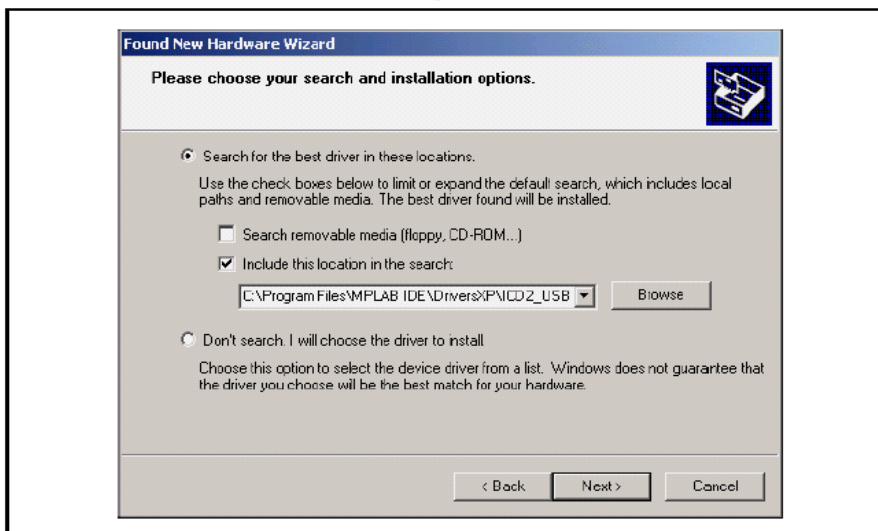 Found New Hardware Wizard
Please choose your search and installation options.
Search for the best driver in these locations.
Use the check boxes below to limit or expand the default search, which includes local
paths and removable media. The best driver found will be installed.
Search removable media (floppy, CD-ROM...)
Include this location in the search:
C:\Program Files\MPLAB IDE\DriversXP\ICD2_USB
Browse
Don't search. I will choose the driver to install.
Choose this option to select the device driver from a list. Windows does not guarantee that
the driver you choose will be the best match for your hardware.
< Back
Next >
Cancel